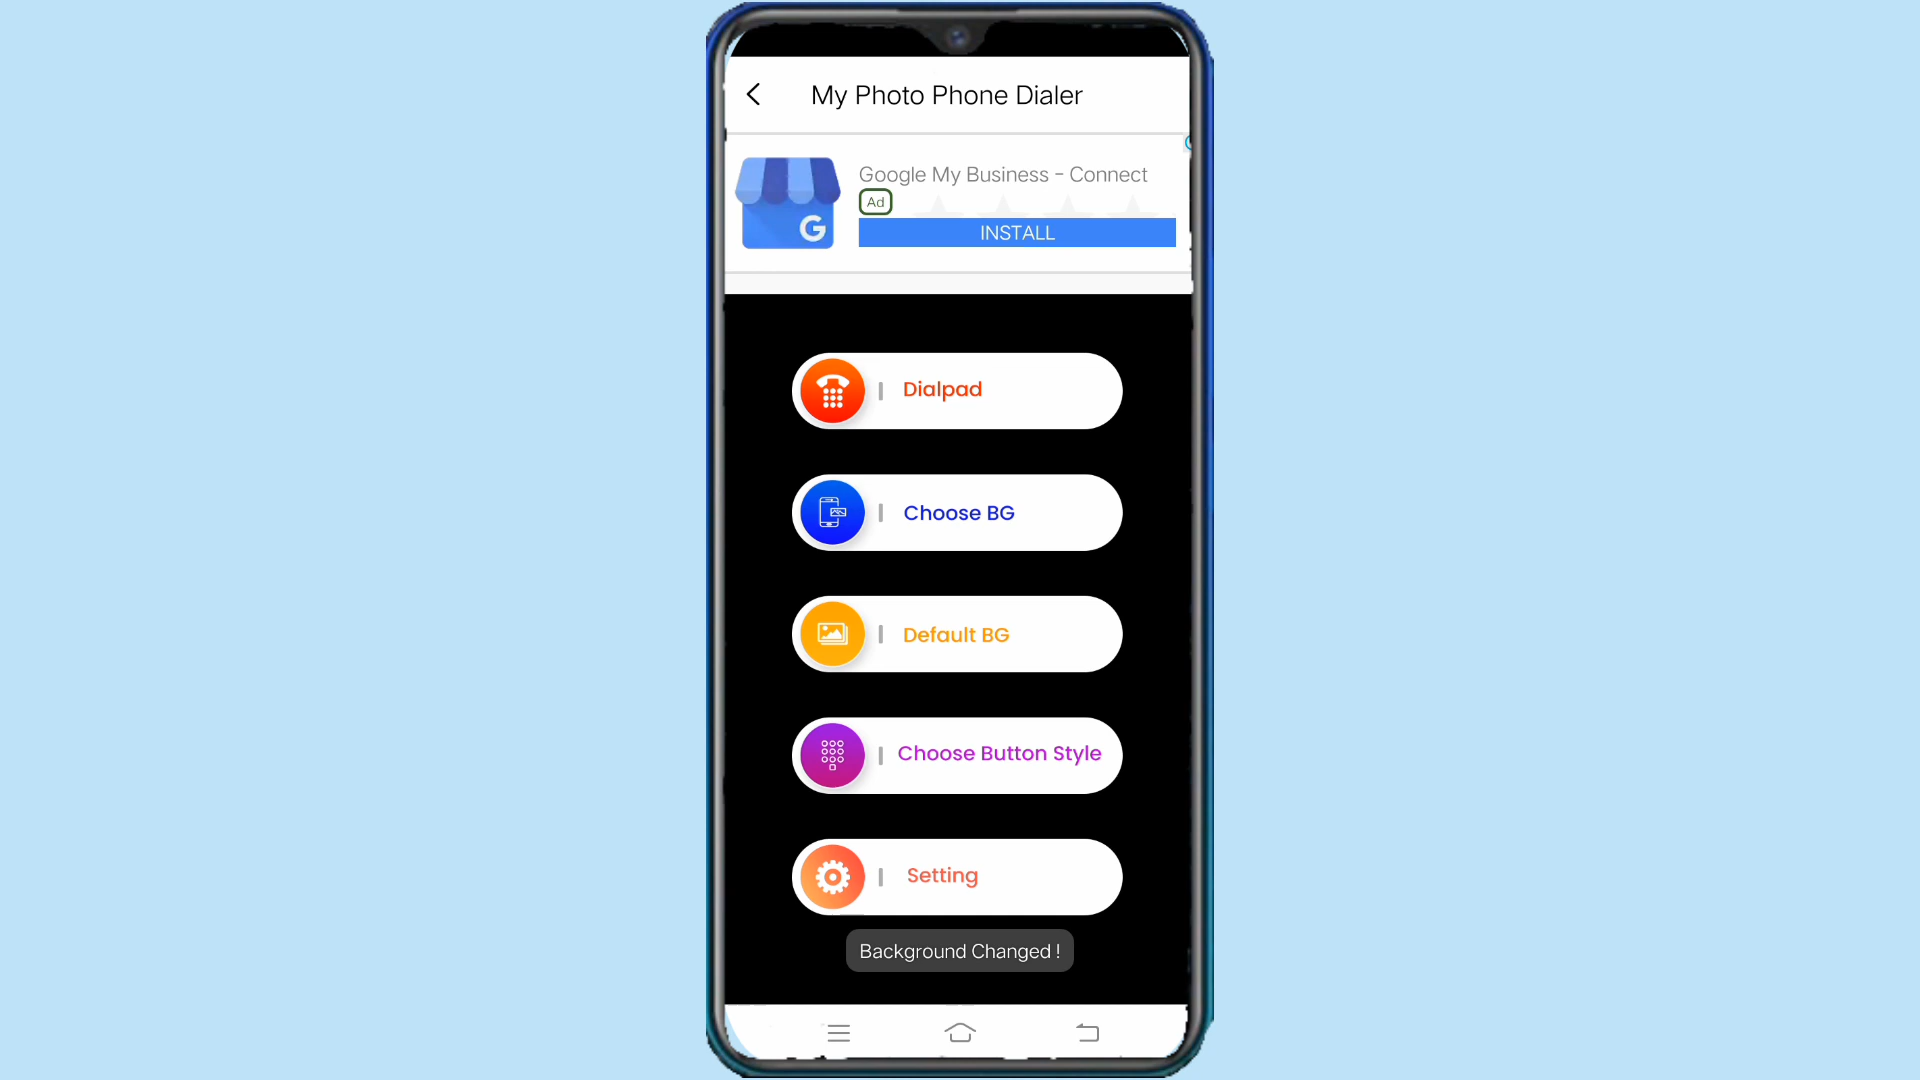 My Photo Phone Dialer
Google My Business - Connect
Ad
INSTALL
G
Dialpad
Choose BG
Default BG
Choose Button Style
Setting
Background Changed !